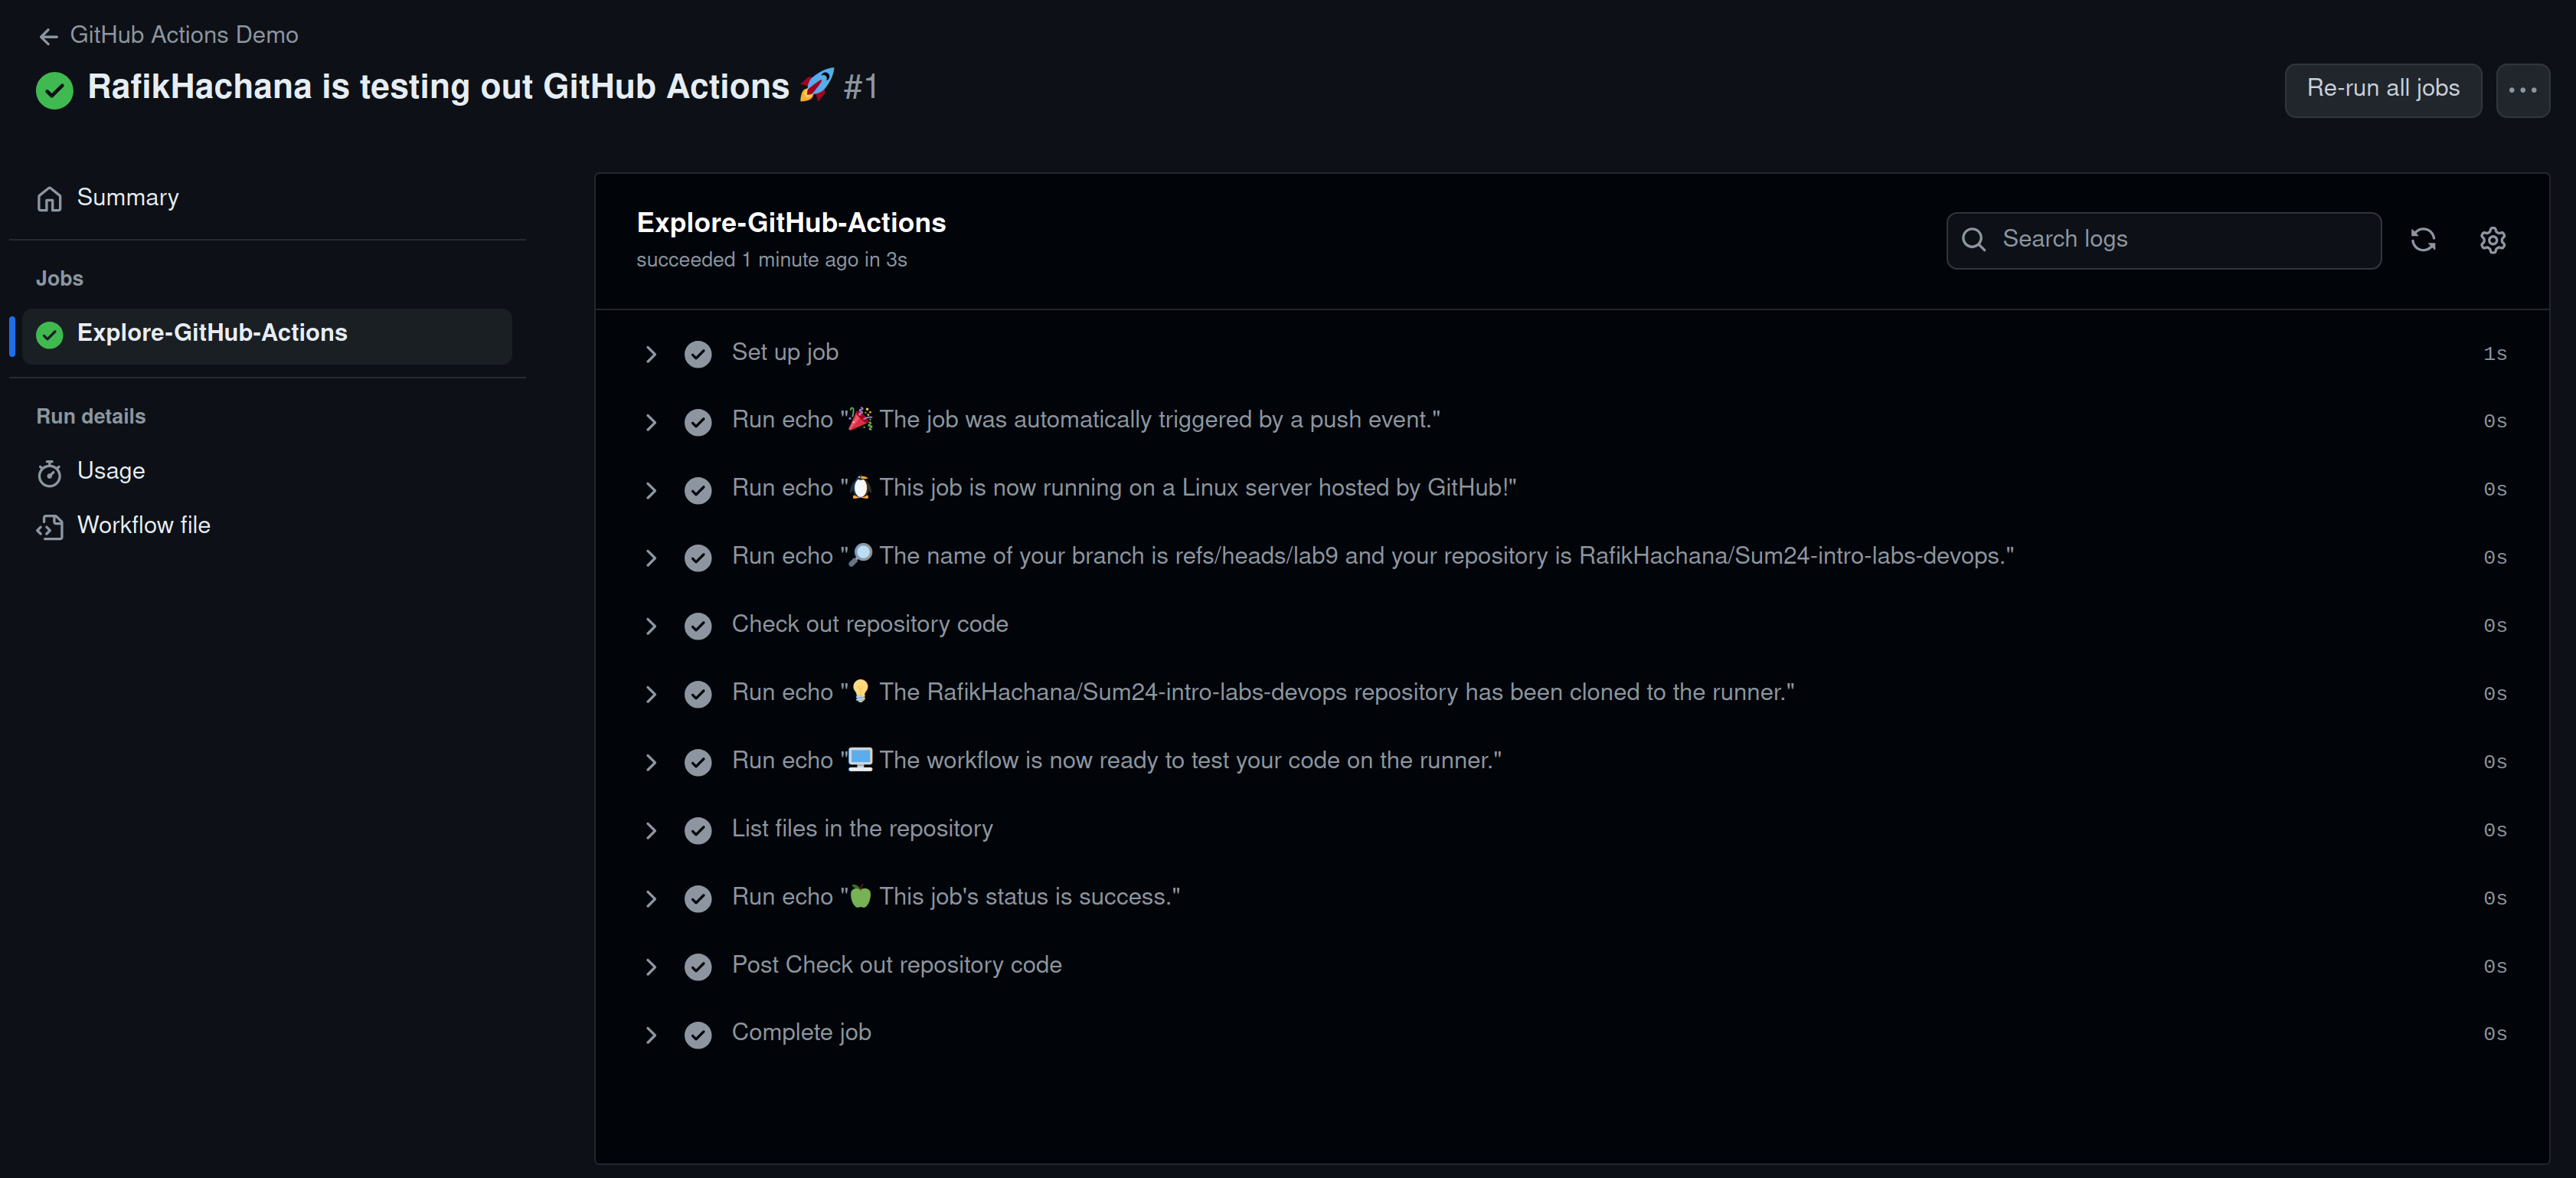 GitHub Actions Demo
RafikHachana is testing out GitHub Actions 🚀 #1
Re-run all jobs
Summary
Jobs
Explore-GitHub-Actions
Run details
Usage
Workflow file
Explore-GitHub-Actions
succeeded 1 minute ago in 3s
Search logs
Set up job 1s
Run echo "🎉 The job was automatically triggered by a push event." 0s
Run echo "🐧 This job is now running on a Linux server hosted by GitHub!" 0s
Run echo "🔎 The name of your branch is refs/heads/lab9 and your repository is RafikHachana/Sum24-intro-labs-devops." 0s
Check out repository code 0s
Run echo "💡 The RafikHachana/Sum24-intro-labs-devops repository has been cloned to the runner." 0s
Run echo "🖥️ The workflow is now ready to test your code on the runner." 0s
List files in the repository 0s
Run echo "🍏 This job's status is success." 0s
Post Check out repository code 0s
Complete job 0s